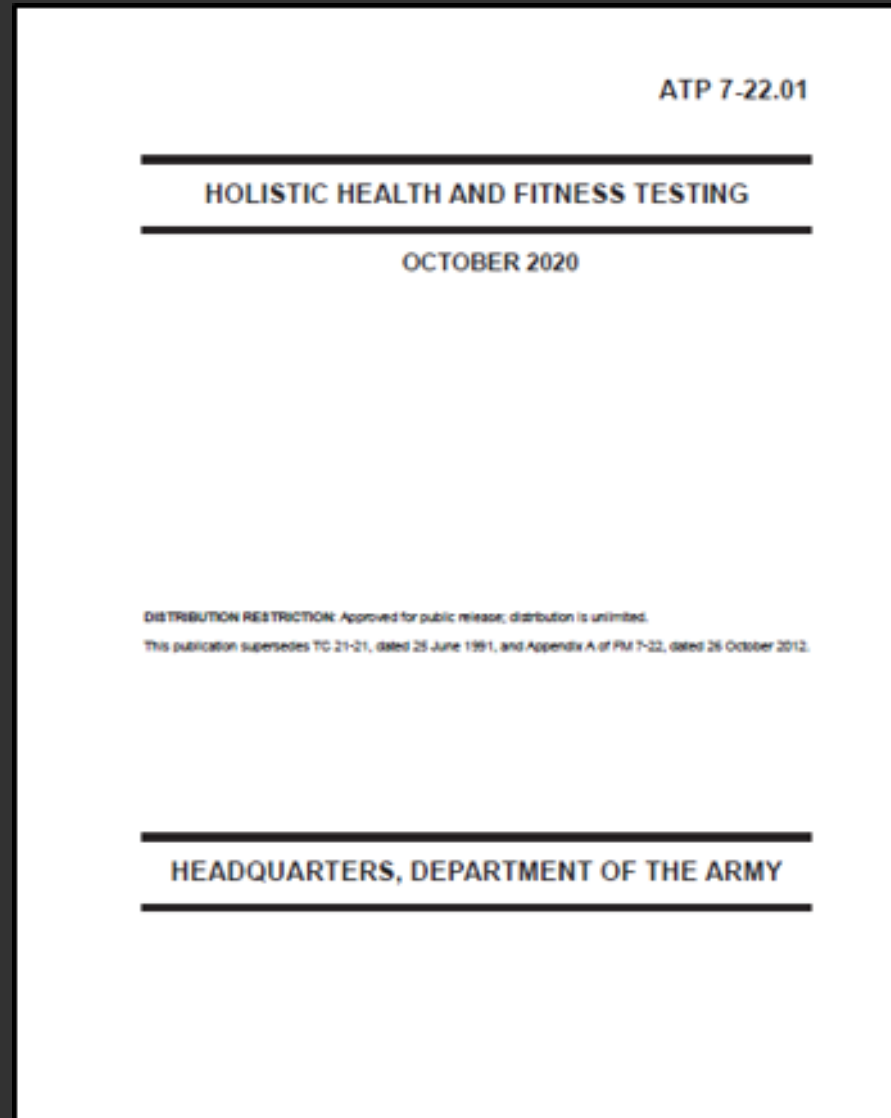 ATP 7-22.01
HOLISTIC HEALTH AND FITNESS TESTING
OCTOBER 2020
DISTRIBUTION RESTRICTION: Approved for public release; distribution is unlimited.
This publication supersedes TC 21-21, dated 25 June 1991, and Appendix A of FM 7-22, dated 26 October 2012.
HEADQUARTERS, DEPARTMENT OF THE ARMY